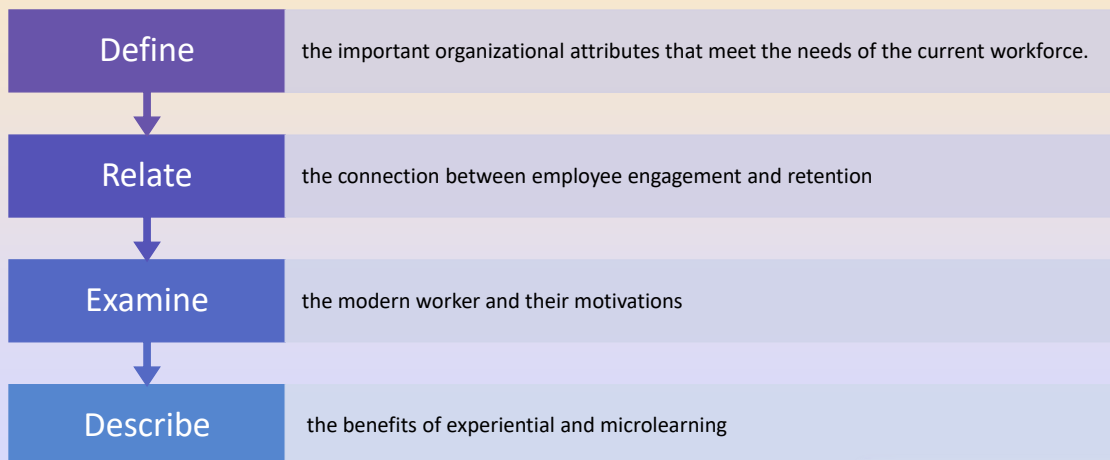 Define
the important organizational attributes that meet the needs of the current workforce.
Relate
the connection between employee engagement and retention
Examine
the modern worker and their motivations
Describe
the benefits of experiential and microlearning